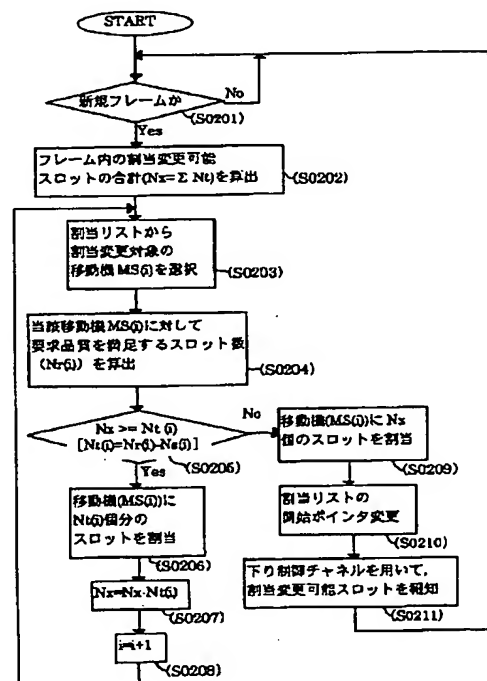 START
新規フレームか
No
(S0201)
Yes
フレーム内の割当変更可能
スロットの合計(Nx=Σ Nt)を算出
(S0202)
割当リストから
割当変更対象の
移動機 MS(i)を選択
(S0203)
当該移動機MS(i)に対して
要求品質を満足するスロット数
(Nr(i)) を算出
(S0204)
Nx >= Nt (i)
[Nt(i)=Nr(i)-Ns(i)]
No
(S0205)
Yes
移動機(MS(i))に
Nt(i)個分の
スロットを割当
(S0206)
Nx=Nx-Nt(i)
(S0207)
i=i+1
(S0208)
移動機(MS(i))に Nx
個のスロットを割当
(S0209)
割当リストの
開始ポインタ変更
(S0210)
下り制御チャネルを用いて,
割当変更可能スロットを報知
(S0211)